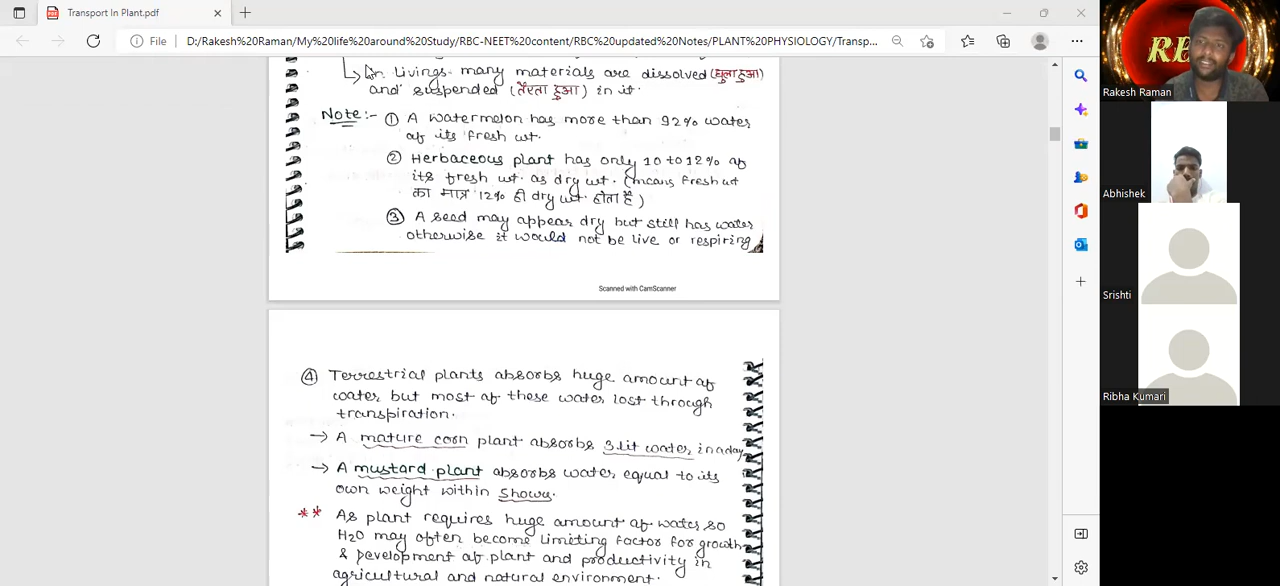 Transport In Plant.pdf
File
D:/Rakesh%20Raman/My%20life%20around%20Study/RBC-NEET%20content/RBC%20updated%20Notes/PLANT%20PHYSIOLOGY/Transp...
in Livings many materials are dissolved (घुला हुआ)
and suspended (तैरता हुआ) in it.
Note:- ① A watermelon has more than 92% water
of its fresh wt.
② Herbaceous plant has only 10 to 12% of
its fresh wt. as dry wt. (means fresh wt
का मात्र 12% ही dry wt. होता है)
③ A seed may appear dry but still has water
otherwise it would not be live or respiring
Scanned with CamScanner
④ Terrestrial plants absorbs huge amount of
water but most of these water lost through
transpiration.
→ A mature corn plant absorbs 3 lit water in a day
→ A mustard plant absorbs water equal to its
own weight within 5hours.
** As plant requires huge amount of water so
H2O may often become limiting factor for growth
& development of plant and productivity in
agricultural and natural environment.
RB
Rakesh Raman
Abhishek
Srishti
Ribha Kumari